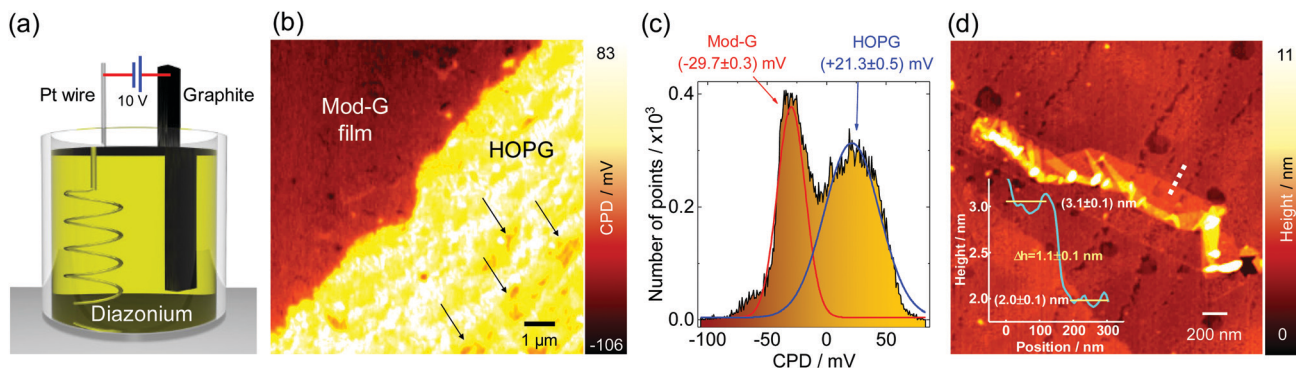 (a)
Pt wire
10 V
Graphite
Diazonium
(b)
Mod-G
film
HOPG
1 µm
83
CPD / mV
-106
(c)
Mod-G
(-29.7±0.3) mV
HOPG
(+21.3±0.5) mV
Number of points / x10³
0.4
0.2
0.0
-100
-50
0
50
CPD / mV
(d)
Height / nm
3.0
2.5
2.0
(3.1±0.1) nm
Δh=1.1±0.1 nm
(2.0±0.1) nm
0
100
200
300
Position / nm
200 nm
11
Height / nm
0